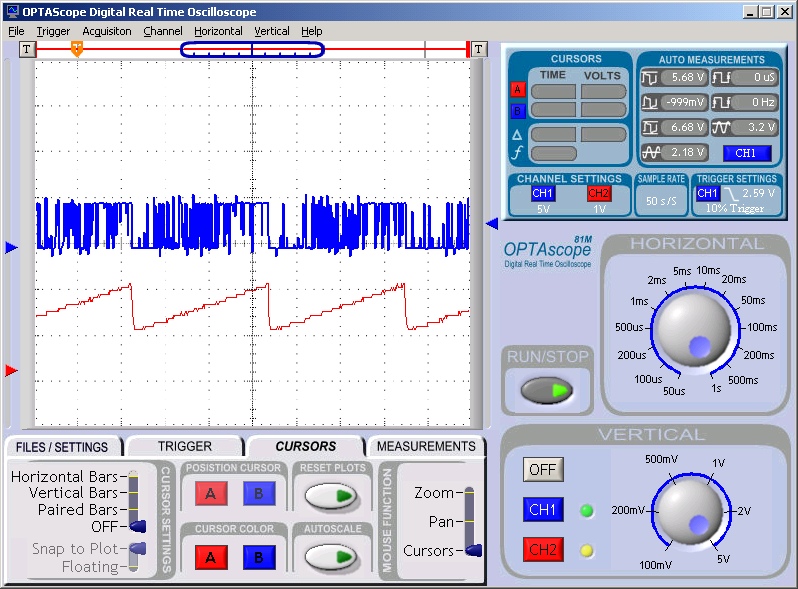 OPTAScope Digital Real Time Oscilloscope
File Trigger Acquisiton Channel Horizontal Vertical Help
T T T
CURSORS
TIME VOLTS
A
B
Δ
f
AUTO MEASUREMENTS
5.68 V 0 uS
-999mV 0 Hz
6.68 V 3.2 V
2.18 V CH1
CHANNEL SETTINGS
CH1 CH2
5V 1V
SAMPLE RATE
50 s/S
TRIGGER SETTINGS
CH1 2.59 V
10% Trigger
81M
OPTAscope
Digital Real Time Oscilloscope
HORIZONTAL
50us
100us
200us
500us
1ms
2ms
5ms
10ms
20ms
50ms
100ms
200ms
500ms
1s
RUN/STOP
VERTICAL
OFF
CH1
CH2
100mV
200mV
500mV
1V
2V
5V
FILES / SETTINGS TRIGGER CURSORS MEASUREMENTS
Horizontal Bars
Vertical Bars
Paired Bars
OFF
Snap to Plot
Floating
CURSOR SETTINGS
POSISTION CURSOR
A B
CURSOR COLOR
A B
RESET PLOTS
AUTOSCALE
MOUSE FUNCTION
Zoom
Pan
Cursors